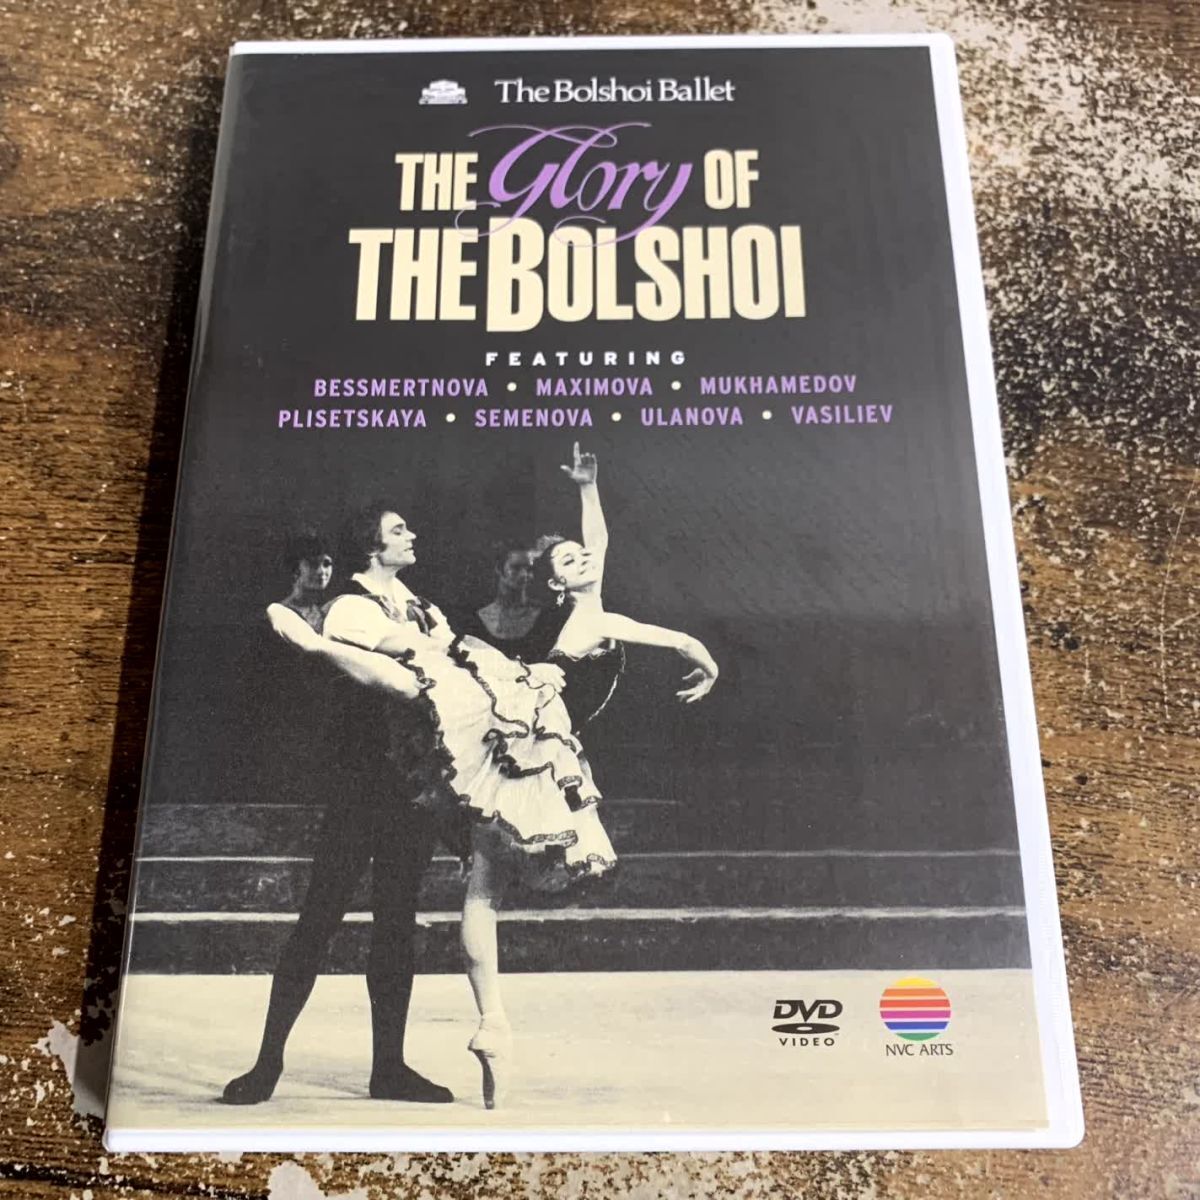 The Bolshoi Ballet
THE Glory OF
THE BOLSHOI
FEATURING
BESSMERTNOVA • MAXIMOVA • MUKHAMEDOV
PLISETSKAYA • SEMENOVA • ULANOVA • VASILIEV
DVD
VIDEO
NVC ARTS